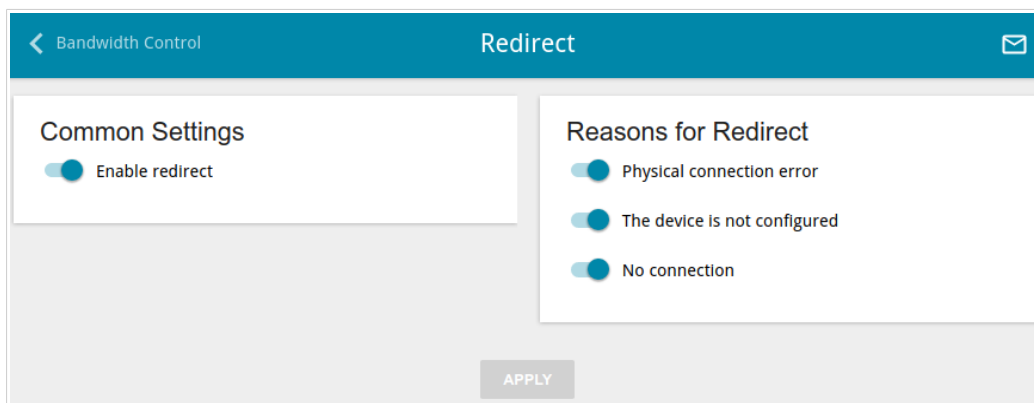 Bandwidth Control
Redirect
Common Settings
Enable redirect
Reasons for Redirect
Physical connection error
The device is not configured
No connection
APPLY